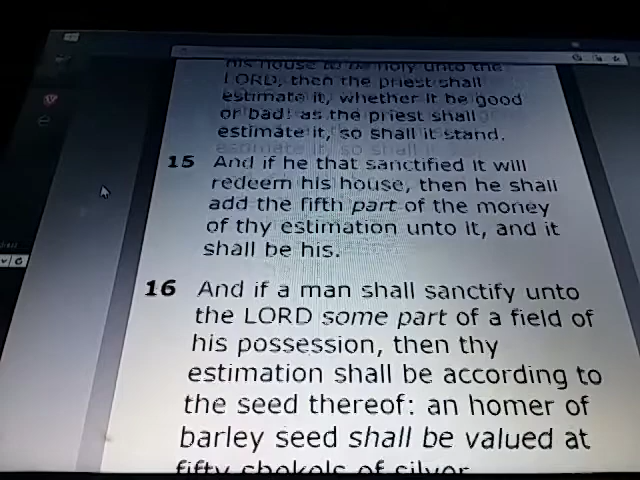 his house to be holy unto the
LORD, then the priest shall
estimate it, whether it be good
or bad: as the priest shall
estimate it, so shall it stand.
15 And if he that sanctified it will
redeem his house, then he shall
add the fifth part of the money
of thy estimation unto it, and it
shall be his.
16 And if a man shall sanctify unto
the LORD some part of a field of
his possession, then thy
estimation shall be according to
the seed thereof: an homer of
barley seed shall be valued at
fifty shekels of silver